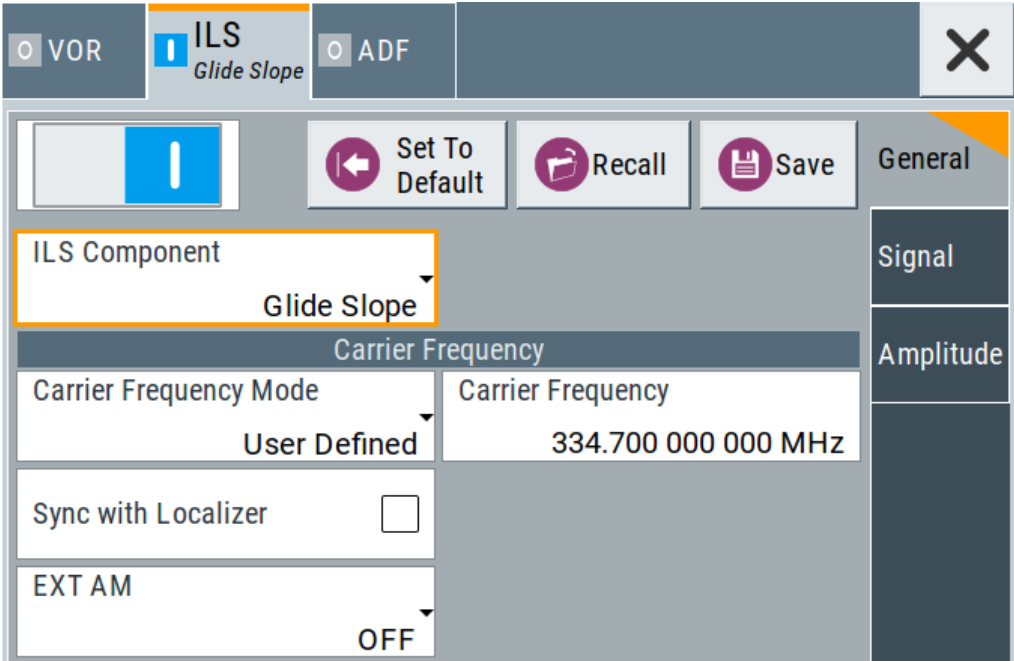 VOR
ILS
Glide Slope
ADF
Set To
Default
Recall
Save
General
ILS Component
Glide Slope
Signal
Carrier Frequency
Amplitude
Carrier Frequency Mode
User Defined
Carrier Frequency
334.700 000 000 MHz
Sync with Localizer
EXT AM
OFF